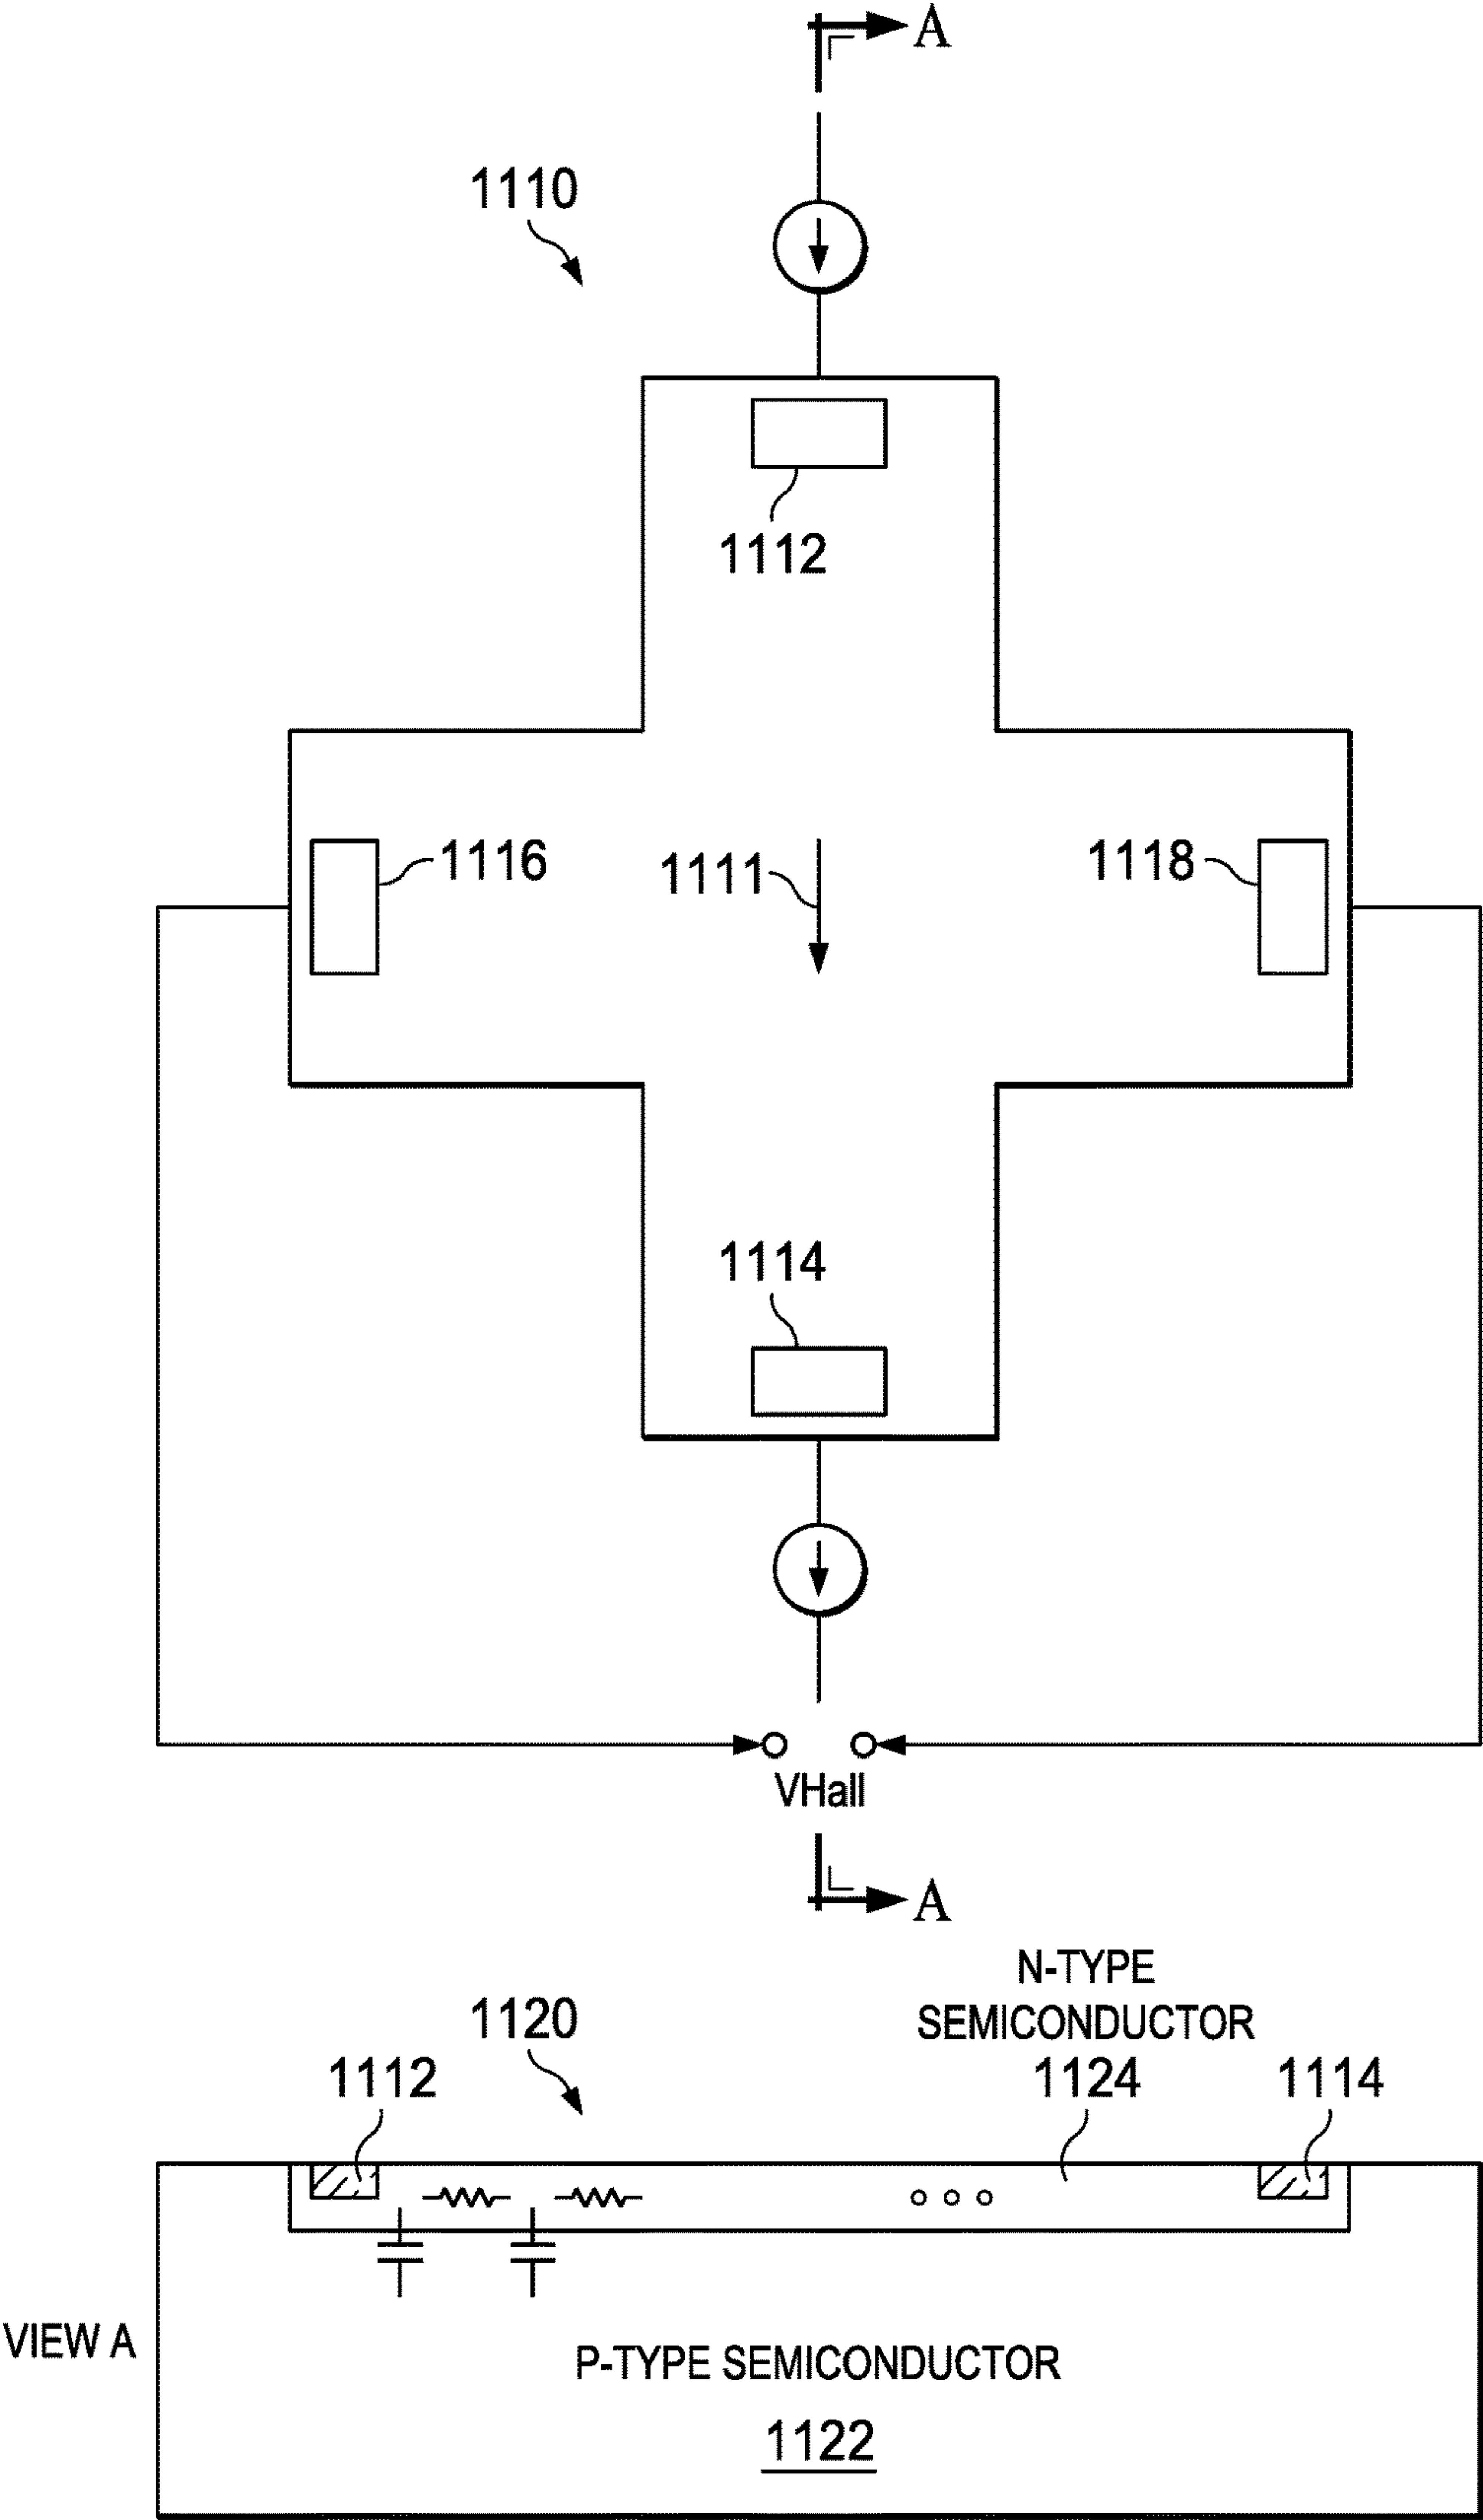 A
1110
1112
1116
1111
1118
1114
VHall
A
N-TYPE
SEMICONDUCTOR
1120
1112
1124
1114
VIEW A
P-TYPE SEMICONDUCTOR
1122